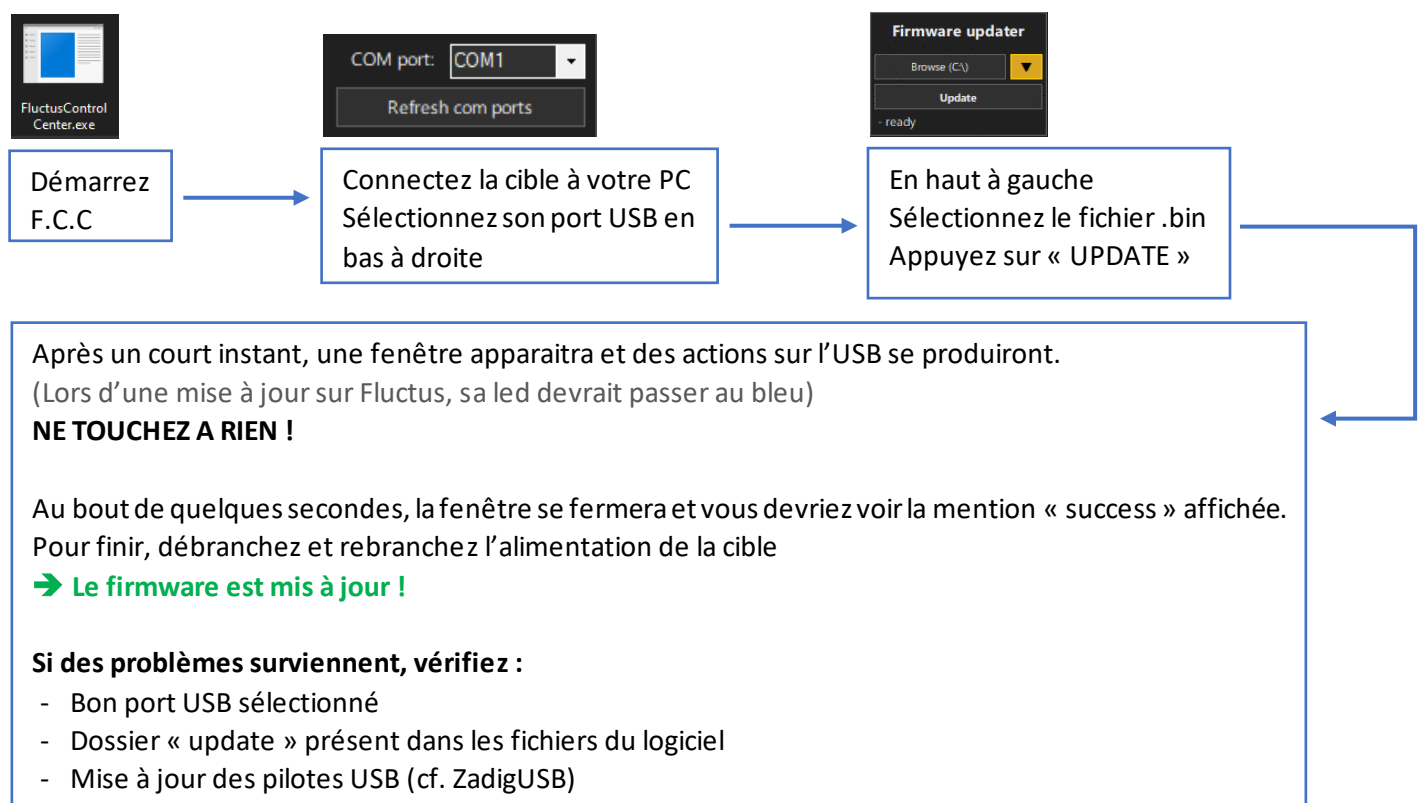 FluctusControl
Center.exe
COM port: COM1
Refresh com ports
Firmware updater
Browse (C:\)
Update
- ready
Démarrez
F.C.C
Connectez la cible à votre PC
Sélectionnez son port USB en
bas à droite
En haut à gauche
Sélectionnez le fichier .bin
Appuyez sur « UPDATE »
Après un court instant, une fenêtre apparaitra et des actions sur l’USB se produiront.
(Lors d’une mise à jour sur Fluctus, sa led devrait passer au bleu)
NE TOUCHEZ A RIEN !
Au bout de quelques secondes, la fenêtre se fermera et vous devriez voir la mention « success » affichée.
Pour finir, débranchez et rebranchez l’alimentation de la cible
➔ Le firmware est mis à jour !
Si des problèmes surviennent, vérifiez :
- Bon port USB sélectionné
- Dossier « update » présent dans les fichiers du logiciel
- Mise à jour des pilotes USB (cf. ZadigUSB)